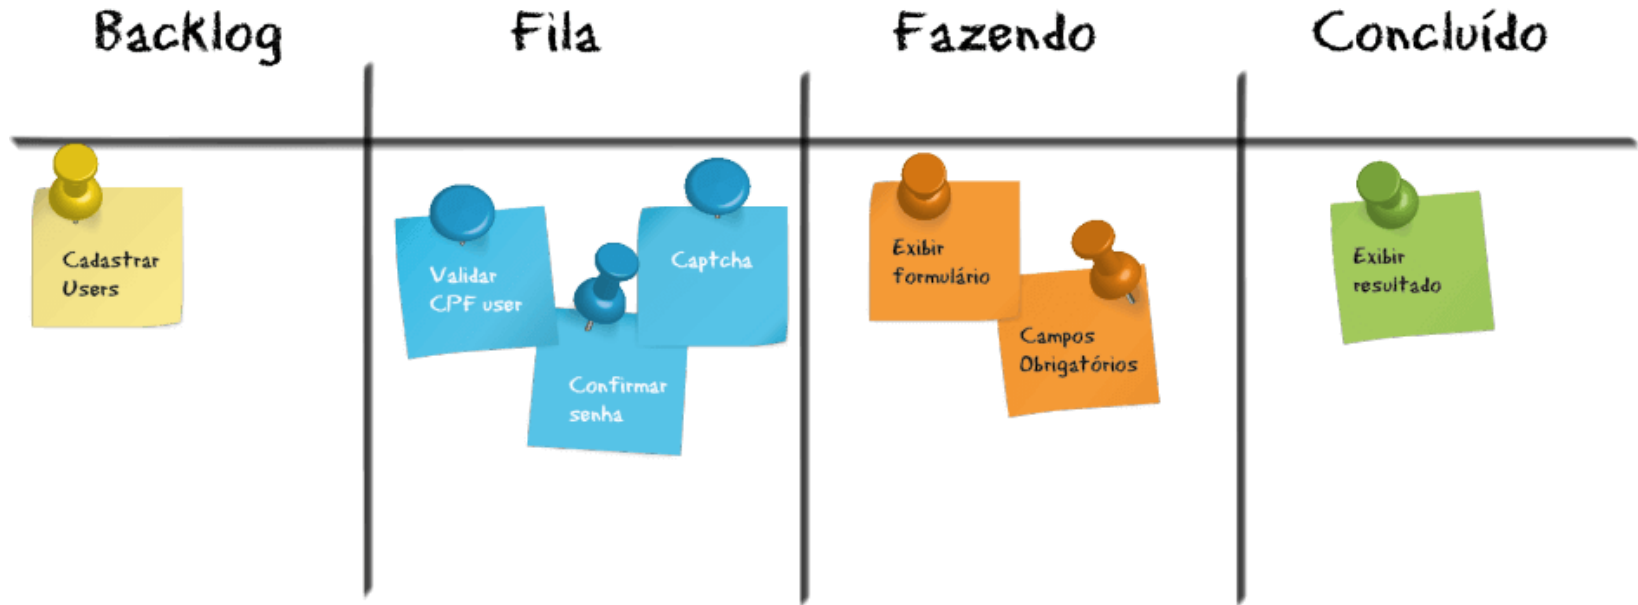 Backlog
Fila
Fazendo
Concluído
Cadastrar
Users
Validar
CPF user
Confirmar
senha
Captcha
Exibir
formulário
Campos
Obrigatórios
Exibir
resultado